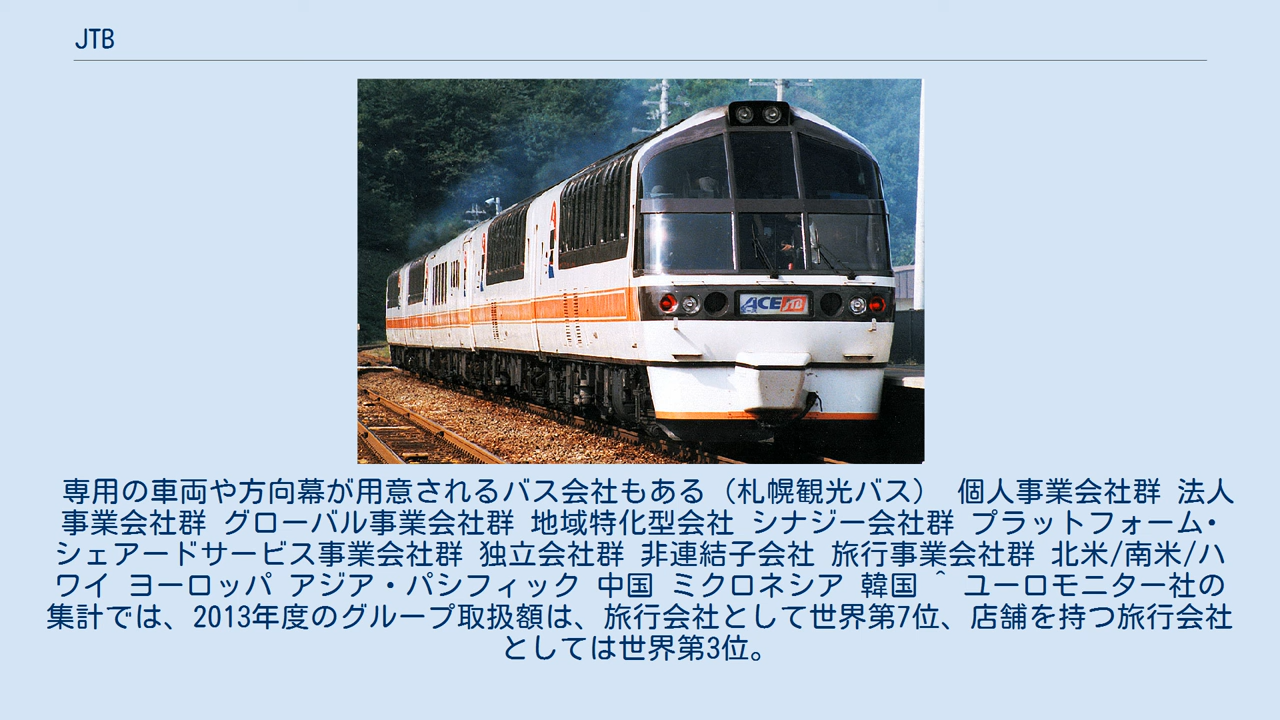 JTB
ACE JTB
専用の車両や方向幕が用意されるバス会社もある（札幌観光バス） 個人事業会社群 法人
事業会社群 グローバル事業会社群 地域特化型会社 シナジー会社群 プラットフォーム・
シェアードサービス事業会社群 独立会社群 非連結子会社 旅行事業会社群 北米/南米/ハ
ワイ ヨーロッパ アジア・パシフィック 中国 ミクロネシア 韓国 ^ ユーロモニター社の
集計では、2013年度のグループ取扱額は、旅行会社として世界第7位、店舗を持つ旅行会社
としては世界第3位。